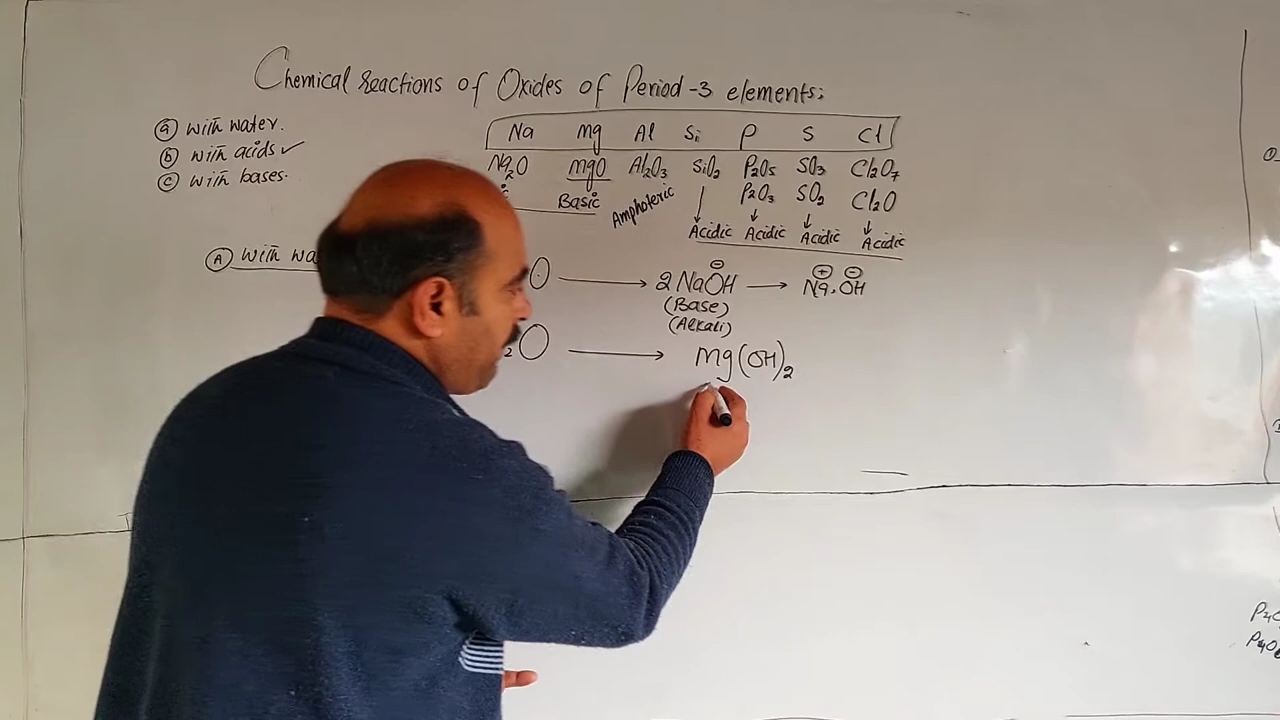 Chemical reactions of Oxides of Period-3 elements:
(a) with water.
(b) with acids ✓
(c) with bases.
Na Mg Al Si P S Cl
Na2O MgO Al2O3 SiO2 P2O5 SO3 Cl2O7
Basic Amphoteric P2O3 SO2 Cl2O
↓ Acidic ↓ Acidic ↓ Acidic ↓ Acidic
(A) with
O → 2NaOH⊖ → Na⊕. OH⊖
(Base)
(Alkali)
2O → Mg(OH)2